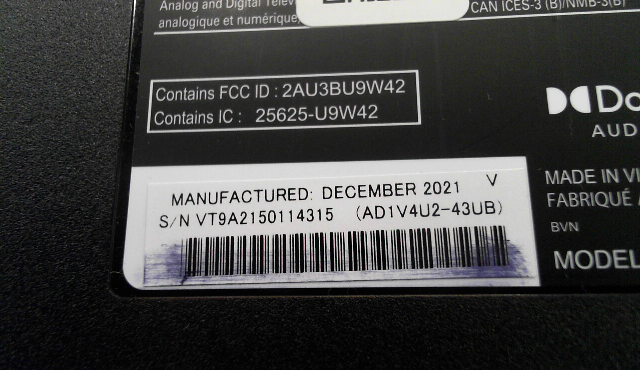 Analog and Digital
analogique et numérique
CAN ICES-3 (B)/NMB-3(B)
Contains FCC ID : 2AU3BU9W42
Contains IC : 25625-U9W42
AUD
MANUFACTURED: DECEMBER 2021 V
S/N VT9A2150114315 (AD1V4U2-43UB)
MADE IN VI
FABRIQUÉ A
BVN
MODEL